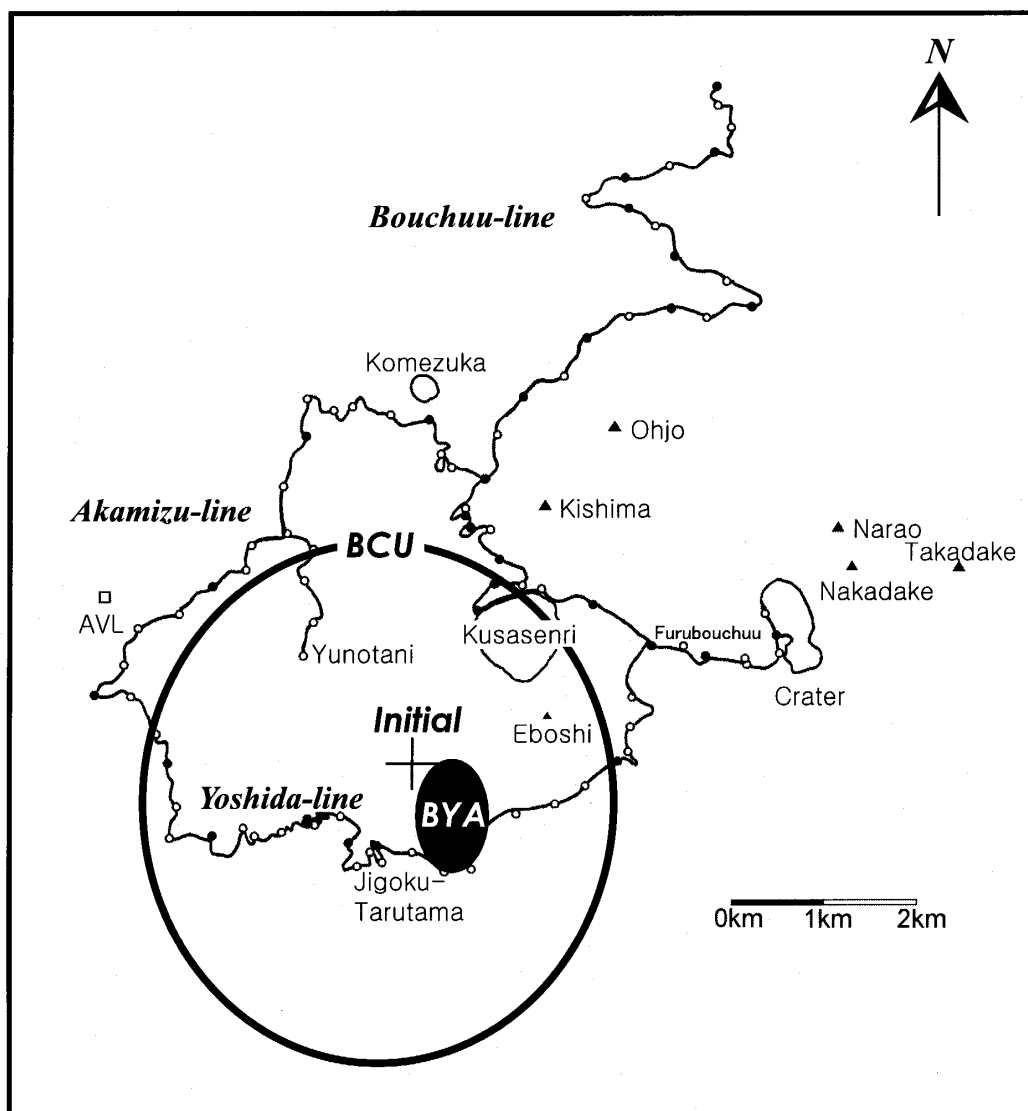 N
Bouchuu-line
Komezuka
Ohjo
Akamizu-line
Kishima
Narao
Takadake
BCU
Nakadake
AVL
Kusasenri
Furubouchuu
Yunotani
Crater
Initial
Eboshi
Yoshida-line
BYA
Jigoku-
Tarutama
0km 1km 2km